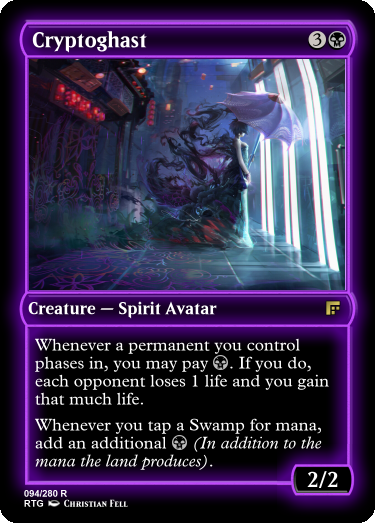 Cryptoghast 3
Creature — Spirit Avatar
Whenever a permanent you control
phases in, you may pay . If you do,
each opponent loses 1 life and you gain
that much life.
Whenever you tap a Swamp for mana,
add an additional (In addition to the
mana the land produces).
2/2
094/280 R
RTG Christian Fell